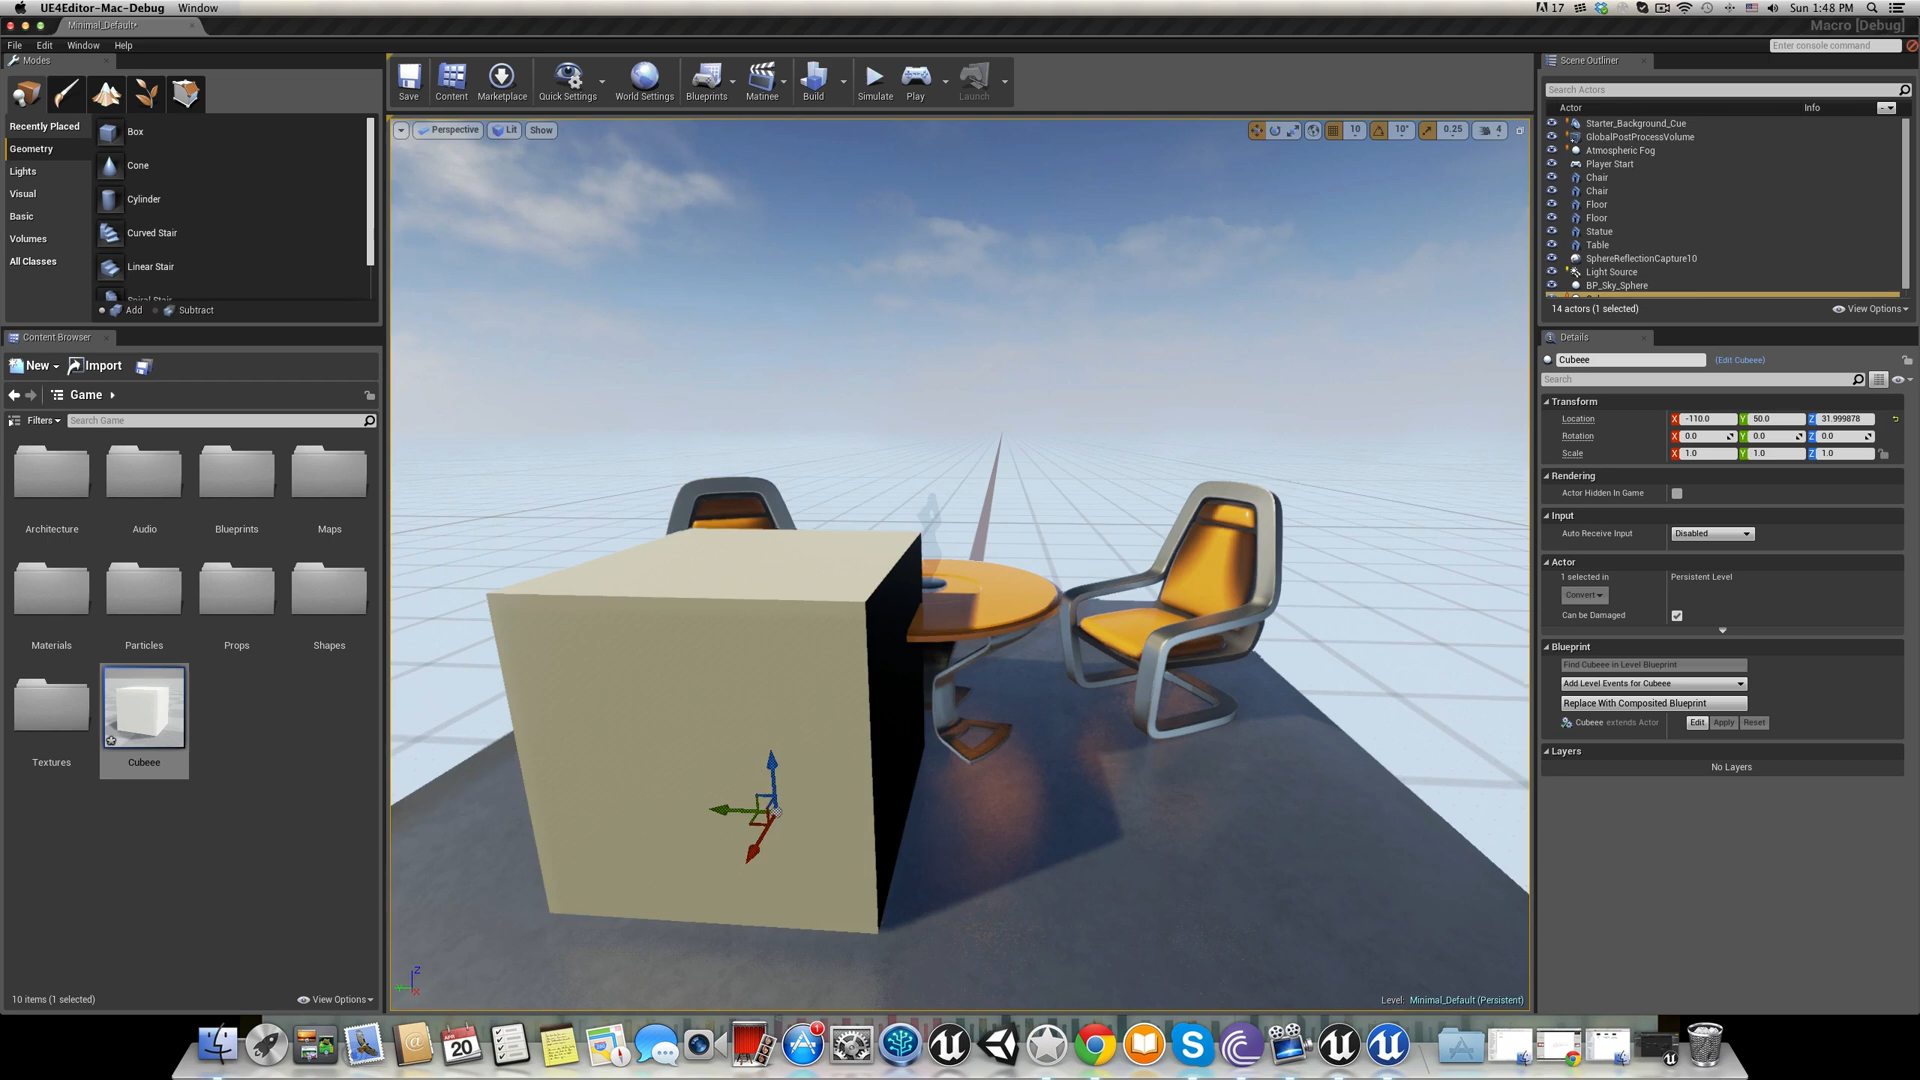 UE4Editor-Mac-Debug Window
17
Sun 1:48 PM
Minimal_Default*
Macro [Debug]
File Edit Window Help
Enter console command
Modes
Recently Placed
Geometry
Lights
Visual
Basic
Volumes
All Classes
Box
Cone
Cylinder
Curved Stair
Linear Stair
Spiral Stair
Add Subtract
Save Content Marketplace Quick Settings World Settings Blueprints Matinee Build Simulate Play Launch
Perspective Lit Show
10 10° 0.25 4
Scene Outliner
Search Actors
Actor Info
Starter_Background_Cue
GlobalPostProcessVolume
Atmospheric Fog
Player Start
Chair
Chair
Floor
Floor
Statue
Table
SphereReflectionCapture10
Light Source
BP_Sky_Sphere
14 actors (1 selected) View Options
Content Browser
New Import
Game
Filters Search Game
Architecture Audio Blueprints Maps
Materials Particles Props Shapes
Textures Cubeee
10 items (1 selected) View Options
Z
X
Level: Minimal_Default (Persistent)
Details
Cubeee (Edit Cubeee)
Search
Transform
Location X -110.0 Y 50.0 Z 31.999878
Rotation X 0.0 Y 0.0 Z 0.0
Scale X 1.0 Y 1.0 Z 1.0
Rendering
Actor Hidden In Game
Input
Auto Receive Input Disabled
Actor
1 selected in Persistent Level
Convert
Can be Damaged
Blueprint
Find Cubeee in Level Blueprint
Add Level Events for Cubeee
Replace With Composited Blueprint
Cubeee extends Actor Edit Apply Reset
Layers
No Layers
20
1